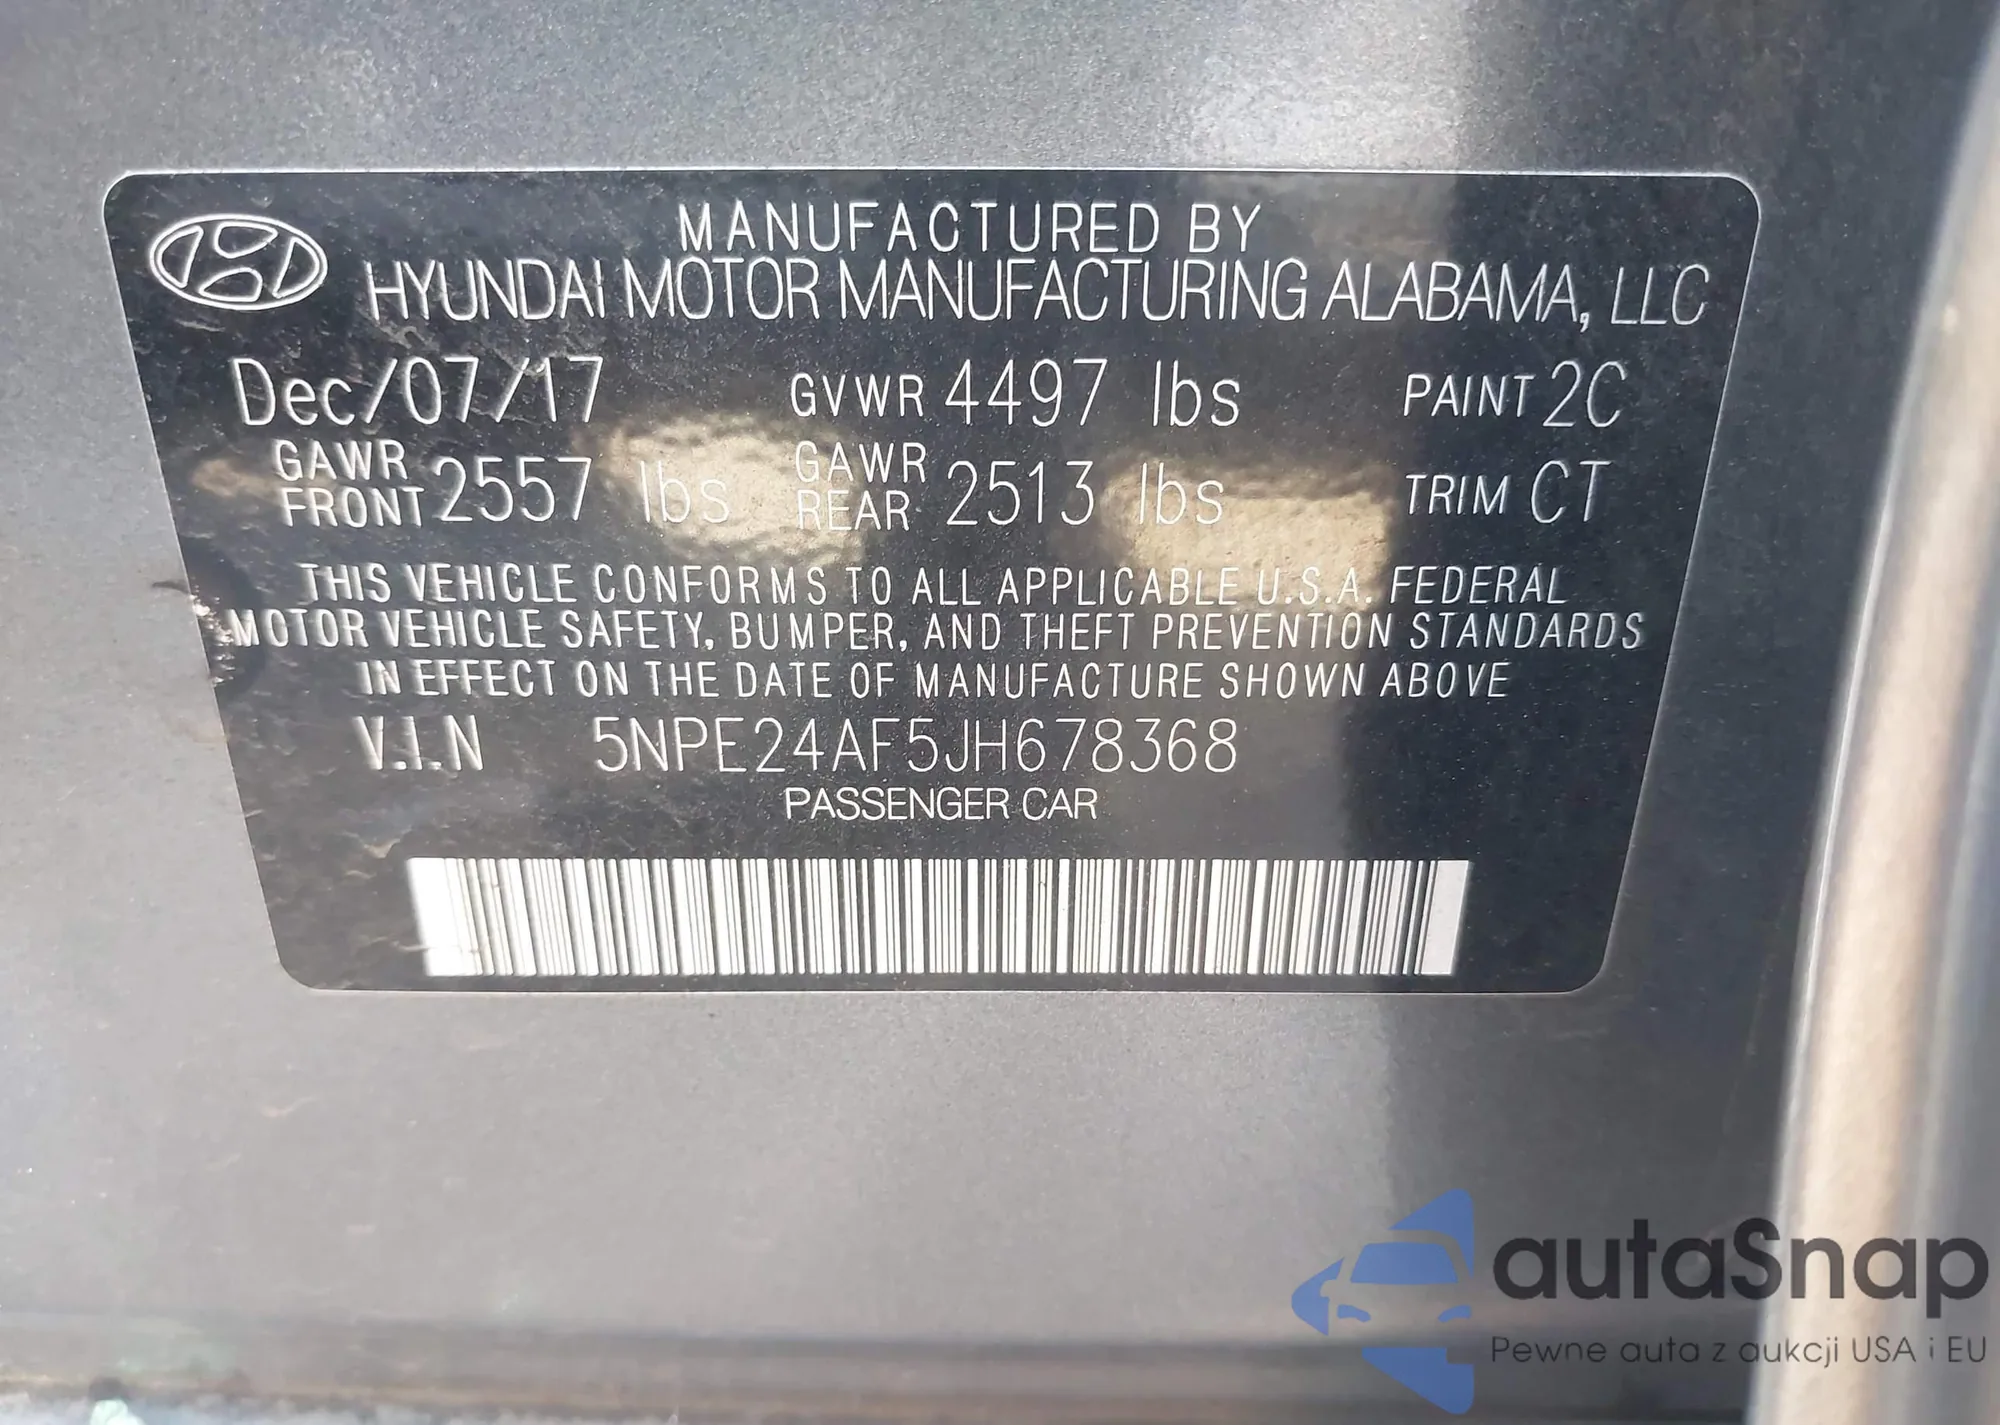 MANUFACTURED BY
HYUNDAI MOTOR MANUFACTURING ALABAMA, LLC
Dec/07/17 GVWR 4497 lbs PAINT 2C
GAWR FRONT 2557 lbs GAWR REAR 2513 lbs TRIM CT
THIS VEHICLE CONFORMS TO ALL APPLICABLE U.S.A. FEDERAL
MOTOR VEHICLE SAFETY, BUMPER, AND THEFT PREVENTION STANDARDS
IN EFFECT ON THE DATE OF MANUFACTURE SHOWN ABOVE
V.I.N 5NPE24AF5JH678368
PASSENGER CAR
autaSnap
Pewne auta z aukcji USA i EU